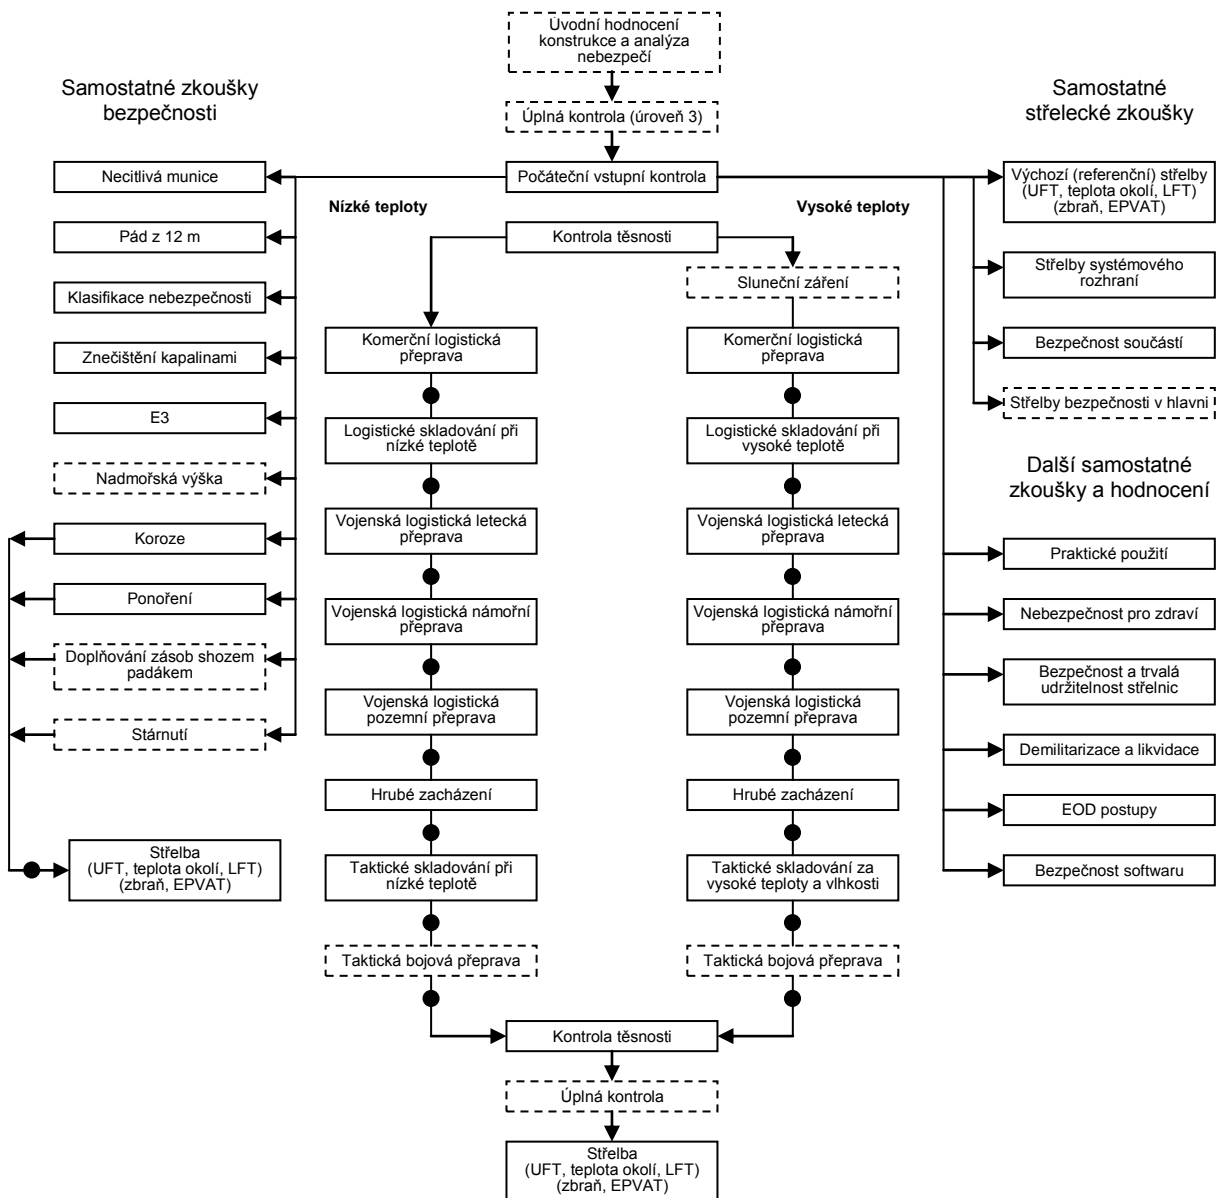 Úvodní hodnocení
konstrukce a analýza
nebezpečí
Úplná kontrola (úroveň 3)
Počáteční vstupní kontrola
Samostatné zkoušky
bezpečnosti
Necitlivá munice
Pád z 12 m
Klasifikace nebezpečnosti
Znečištění kapalinami
E3
Nadmořská výška
Koroze
Ponoření
Doplňování zásob shozem
padákem
Stárnutí
Střelba
(UFT, teplota okolí, LFT)
(zbraň, EPVAT)
Nízké teploty
Vysoké teploty
Kontrola těsnosti
Komerční logistická
přeprava
Logistické skladování při
nízké teplotě
Vojenská logistická letecká
přeprava
Vojenská logistická námořní
přeprava
Vojenská logistická
pozemní přeprava
Hrubé zacházení
Taktické skladování při
nízké teplotě
Taktická bojová přeprava
Sluneční záření
Komerční logistická
přeprava
Logistické skladování při
vysoké teplotě
Vojenská logistická letecká
přeprava
Vojenská logistická námořní
přeprava
Vojenská logistická
pozemní přeprava
Hrubé zacházení
Taktické skladování za
vysoké teploty a vlhkosti
Taktická bojová přeprava
Kontrola těsnosti
Úplná kontrola
Střelba
(UFT, teplota okolí, LFT)
(zbraň, EPVAT)
Samostatné
střelecké zkoušky
Výchozí (referenční) střelby
(UFT, teplota okolí, LFT)
(zbraň, EPVAT)
Střelby systémového
rozhraní
Bezpečnost součástí
Střelby bezpečnosti v hlavni
Další samostatné
zkoušky a hodnocení
Praktické použití
Nebezpečnost pro zdraví
Bezpečnost a trvalá
udržitelnost střelnic
Demilitarizace a likvidace
EOD postupy
Bezpečnost softwaru